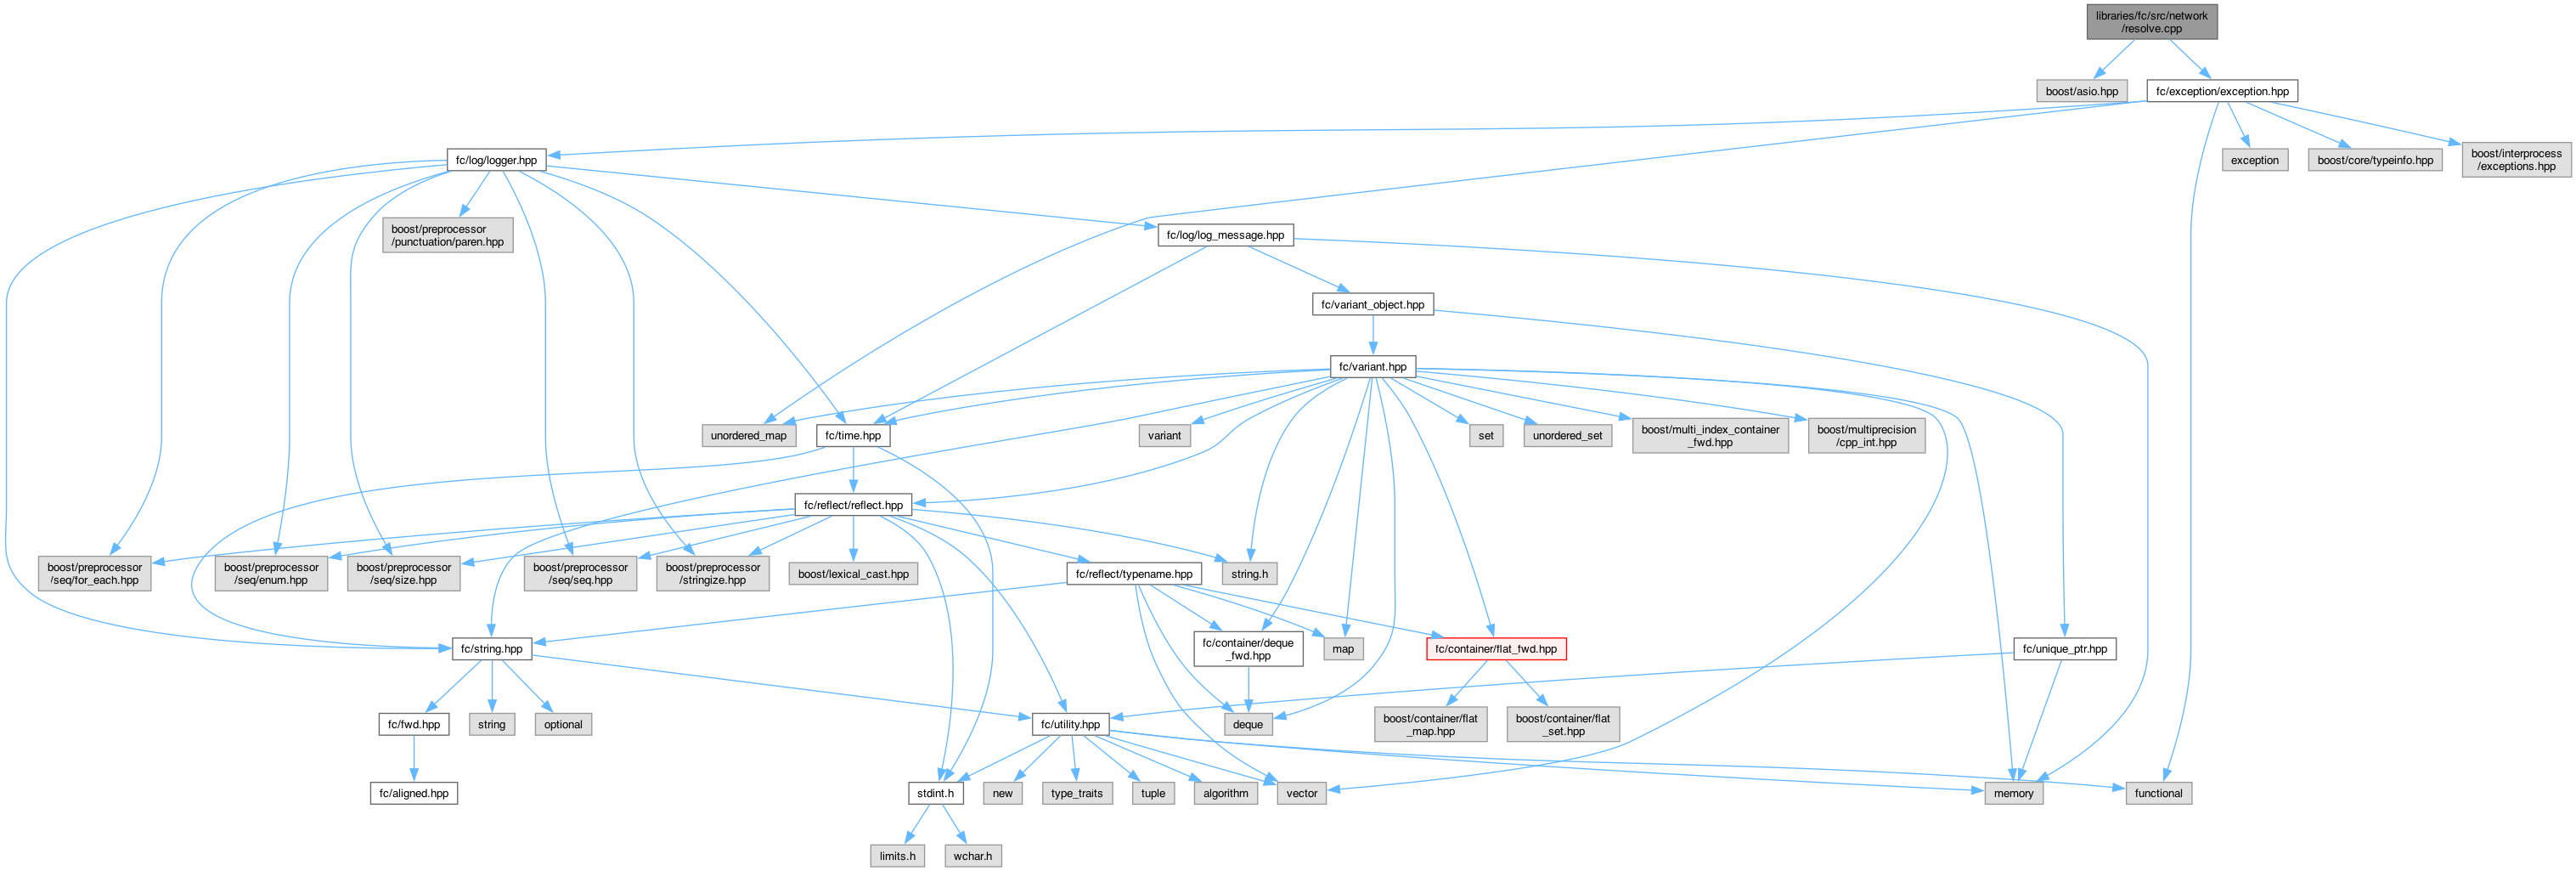 libraries/fc/src/network
/resolve.cpp
boost/asio.hpp
fc/exception/exception.hpp
fc/log/logger.hpp
exception
boost/core/typeinfo.hpp
boost/interprocess
/exceptions.hpp
boost/preprocessor
/punctuation/paren.hpp
fc/log/log_message.hpp
fc/variant_object.hpp
fc/variant.hpp
unordered_map
fc/time.hpp
variant
set
unordered_set
boost/multi_index_container
_fwd.hpp
boost/multiprecision
/cpp_int.hpp
fc/reflect/reflect.hpp
boost/preprocessor
/seq/for_each.hpp
boost/preprocessor
/seq/enum.hpp
boost/preprocessor
/seq/size.hpp
boost/preprocessor
/seq/seq.hpp
boost/preprocessor
/stringize.hpp
boost/lexical_cast.hpp
fc/reflect/typename.hpp
string.h
fc/string.hpp
fc/container/deque
_fwd.hpp
map
fc/container/flat_fwd.hpp
fc/unique_ptr.hpp
fc/fwd.hpp
string
optional
fc/utility.hpp
deque
boost/container/flat
_map.hpp
boost/container/flat
_set.hpp
fc/aligned.hpp
stdint.h
new
type_traits
tuple
algorithm
vector
memory
functional
limits.h
wchar.h